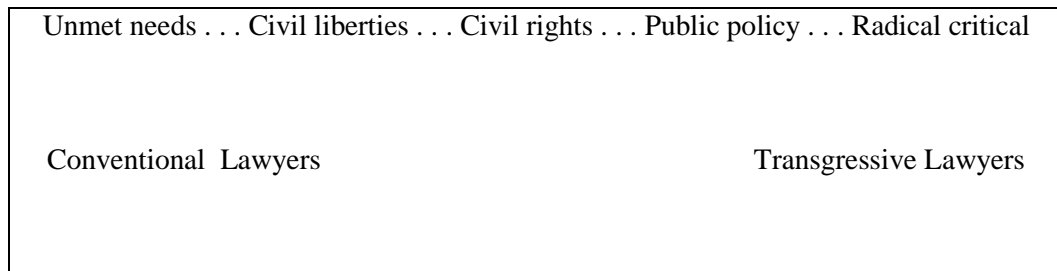 Unmet needs . . . Civil liberties . . . Civil rights . . . Public policy . . . Radical critical
Conventional Lawyers Transgressive Lawyers